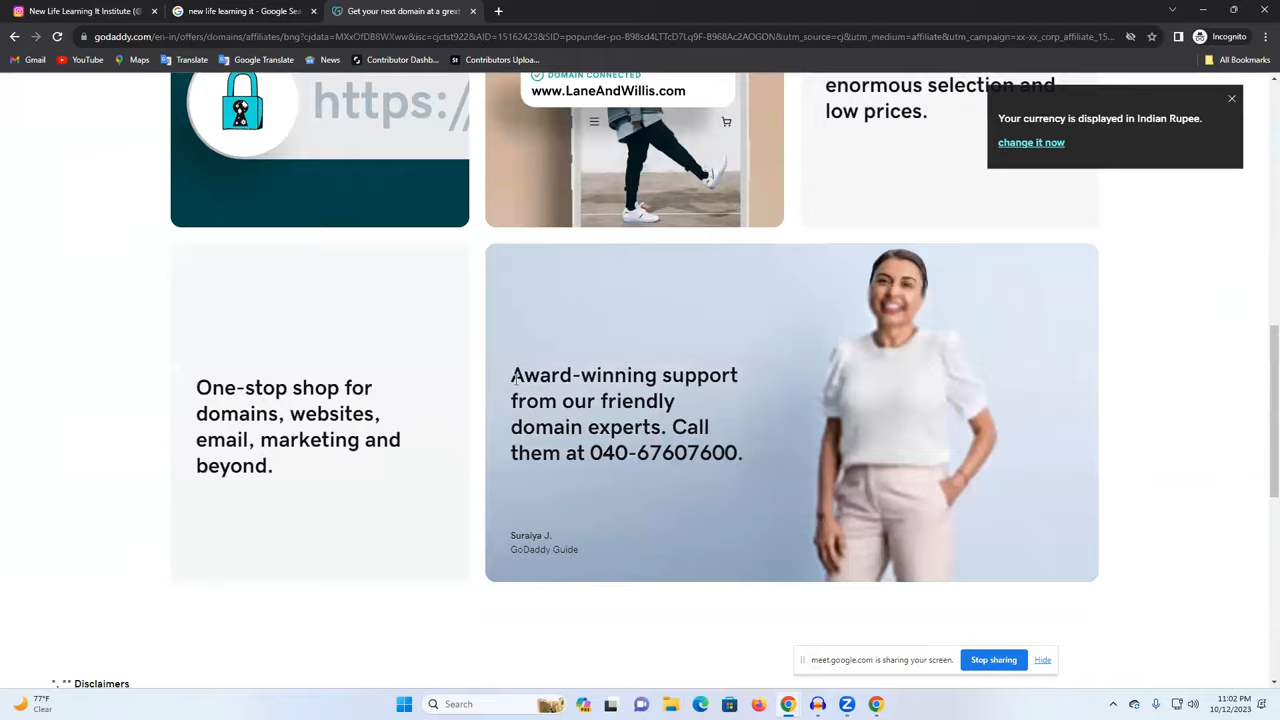 New Life Learning It Institute (@
new life learning it - Google Sea
Get your next domain at a great
Incognito
godaddy.com/en-in/offers/domains/affiliates/bng?cjdata=MXxOfDB8WXww&isc=cjctst922&AID=15162423&SID=popunder-po-B98sd4LTTcD7Lq9F-B968Ac2AOGON&utm_source=cj&utm_medium=affiliate&utm_campaign=xx-xx_corp_affiliate_15...
Gmail
YouTube
Maps
Translate
Google Translate
News
Contributor Dashb...
Contributors Uploa...
All Bookmarks
https:/
DOMAIN CONNECTED
www.LaneAndWillis.com
enormous selection and
low prices.
Your currency is displayed in Indian Rupee.
change it now
One-stop shop for
domains, websites,
email, marketing and
beyond.
Award-winning support
from our friendly
domain experts. Call
them at 040-67607600.
Suraiya J.
GoDaddy Guide
meet.google.com is sharing your screen.
Stop sharing
Hide
*, ** Disclaimers
77°F
Clear
Search
11:02 PM
10/12/2023